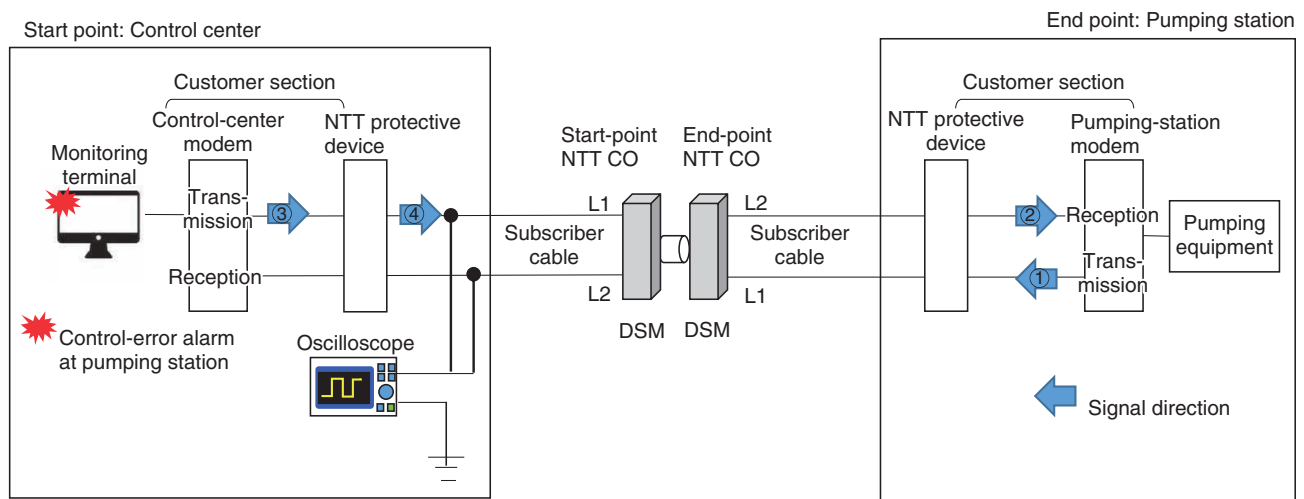 Start point: Control center
End point: Pumping station
Customer section
Control-center
modem
NTT protective
device
Monitoring
terminal
Trans-
mission
③
④
Reception
Control-error alarm
at pumping station
Oscilloscope
Start-point
NTT CO
End-point
NTT CO
L1
L2
Subscriber
cable
Subscriber
cable
L2
L1
DSM
DSM
Customer section
NTT protective
device
Pumping-station
modem
②
Reception
Pumping
equipment
①
Trans-
mission
Signal direction